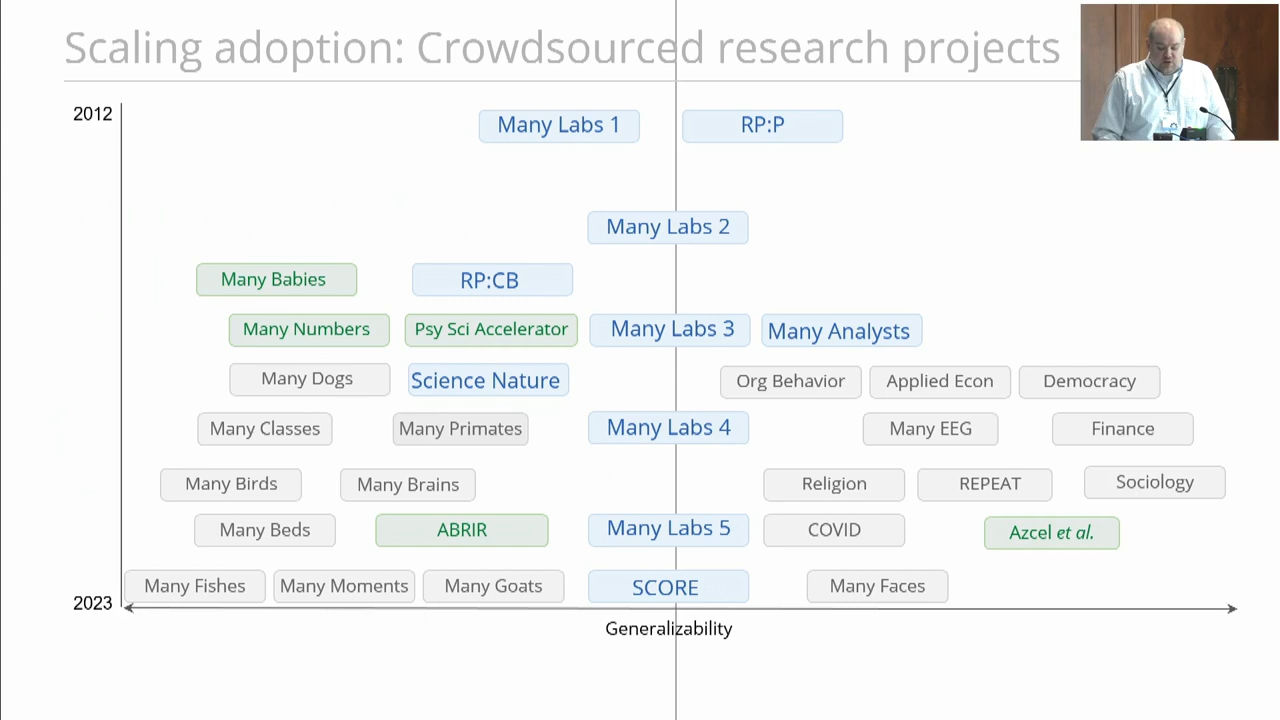 Scaling adoption: Crowdsourced research projects
2012
Many Labs 1
RP:P
Many Labs 2
Many Babies
RP:CB
Many Numbers
Psy Sci Accelerator
Many Labs 3
Many Analysts
Many Dogs
Science Nature
Org Behavior
Applied Econ
Democracy
Many Classes
Many Primates
Many Labs 4
Many EEG
Finance
Many Birds
Many Brains
Religion
REPEAT
Sociology
Many Beds
ABRIR
Many Labs 5
COVID
Azcel et al.
Many Fishes
Many Moments
Many Goats
SCORE
Many Faces
2023
Generalizability